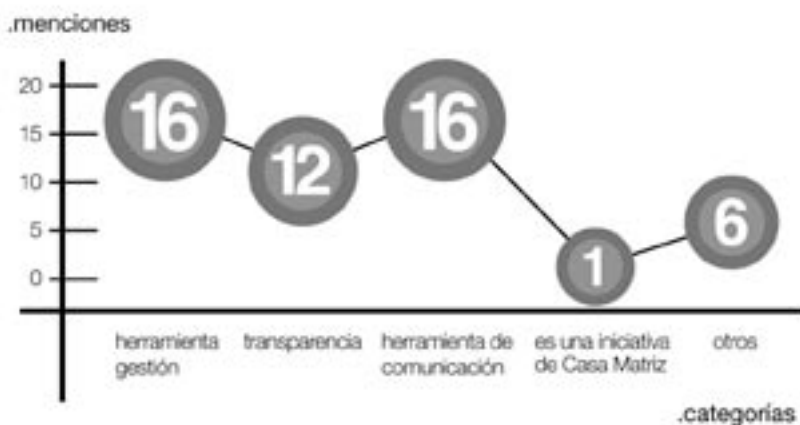 .menciones
20
15
10
5
0
16
12
16
1
6
herramienta
gestión
transparencia
herramienta de
comunicación
es una iniciativa
de Casa Matriz
otros
.categorías